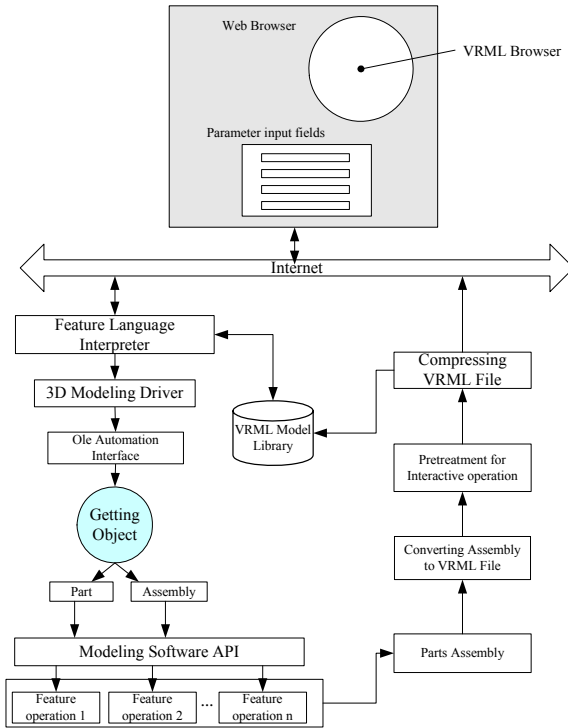 Web Browser
VRML Browser
Parameter input fields
Internet
Feature Language
Interpreter
3D Modeling Driver
Ole Automation
Interface
Getting
Object
Part
Assembly
Modeling Software API
Feature
operation 1
Feature
operation 2
...
Feature
operation n
VRML Model
Library
Compressing
VRML File
Pretreatment for
Interactive operation
Converting Assembly
to VRML File
Parts Assembly